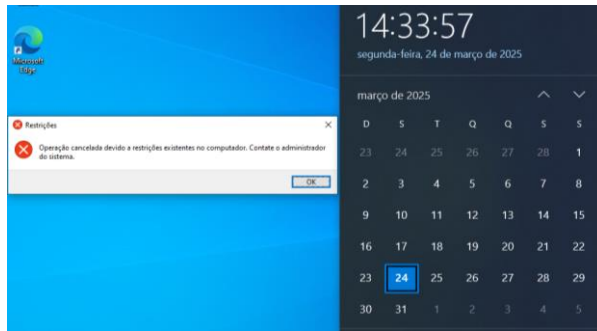 Microsoft
Edge
Restrições
Operação cancelada devido a restrições existentes no computador. Contate o administrador
do sistema.
OK
14:33:57
segunda-feira, 24 de março de 2025
março de 2025
D S T Q Q S S
23 24 25 26 27 28 1
2 3 4 5 6 7 8
9 10 11 12 13 14 15
16 17 18 19 20 21 22
23 24 25 26 27 28 29
30 31 1 2 3 4 5